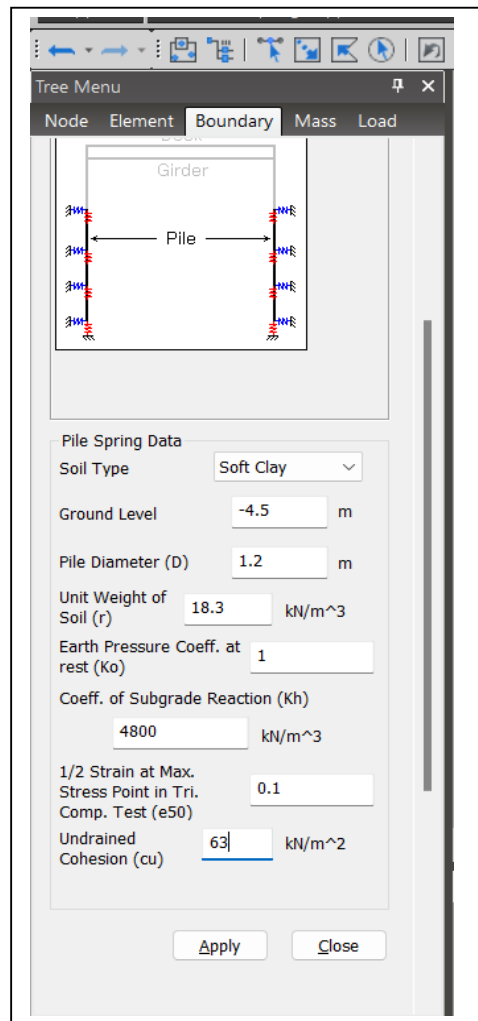 Tree Menu
Node Element Boundary Mass Load
Girder
Pile
Pile Spring Data
Soil Type Soft Clay
Ground Level -4.5 m
Pile Diameter (D) 1.2 m
Unit Weight of
Soil (r) 18.3 kN/m^3
Earth Pressure Coeff. at
rest (Ko) 1
Coeff. of Subgrade Reaction (Kh)
4800 kN/m^3
1/2 Strain at Max.
Stress Point in Tri. 0.1
Comp. Test (e50)
Undrained
Cohesion (cu) 63 kN/m^2
Apply Close